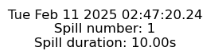 Tue Feb 11 2025 02:47:20.24
Spill number: 1
Spill duration: 10.00s